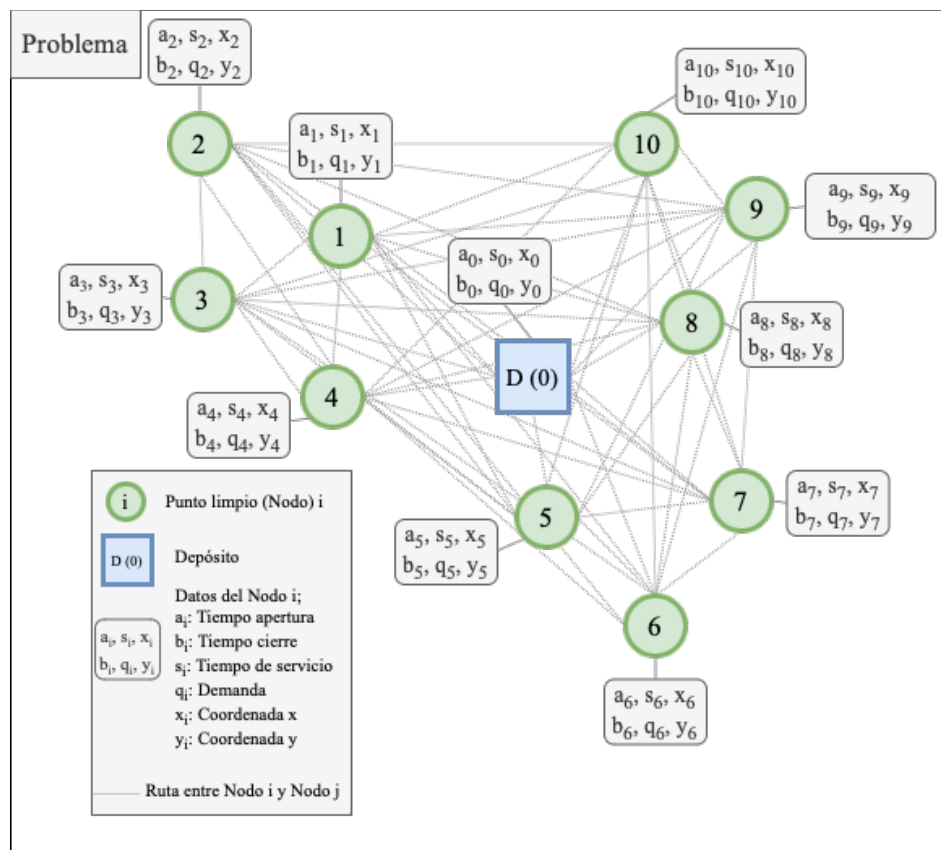 Problema
a₂, s₂, x₂
b₂, q₂, y₂
2
a₁₀, s₁₀, x₁₀
b₁₀, q₁₀, y₁₀
10
a₁, s₁, x₁
b₁, q₁, y₁
1
a₉, s₉, x₉
b₉, q₉, y₉
9
a₀, s₀, x₀
b₀, q₀, y₀
D (0)
a₃, s₃, x₃
b₃, q₃, y₃
3
8
a₈, s₈, x₈
b₈, q₈, y₈
a₄, s₄, x₄
b₄, q₄, y₄
4
a₇, s₇, x₇
b₇, q₇, y₇
7
a₅, s₅, x₅
b₅, q₅, y₅
5
6
a₆, s₆, x₆
b₆, q₆, y₆
i
Punto limpio (Nodo) i
D (0)
Depósito
aᵢ, sᵢ, xᵢ
bᵢ, qᵢ, yᵢ
Datos del Nodo i;
aᵢ: Tiempo apertura
bᵢ: Tiempo cierre
sᵢ: Tiempo de servicio
qᵢ: Demanda
xᵢ: Coordenada x
yᵢ: Coordenada y
Ruta entre Nodo i y Nodo j